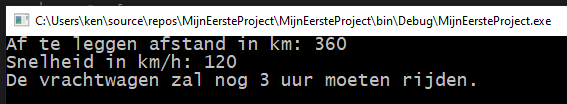 C:\Users\ken\source\repos\MijnEersteProject\MijnEersteProject\bin\Debug\MijnEersteProject.exe
Af te leggen afstand in km: 360
Snelheid in km/h: 120
De vrachtwagen zal nog 3 uur moeten rijden.